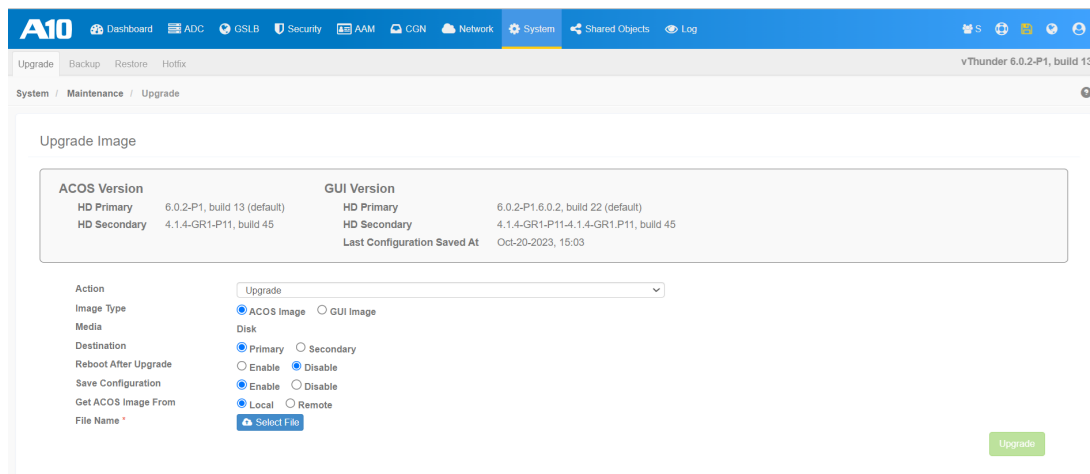 A10 Dashboard ADC GSLB Security AAM CGN Network System Shared Objects Log S
Upgrade Backup Restore Hotfix vThunder 6.0.2-P1, build 13
System / Maintenance / Upgrade
Upgrade Image
ACOS Version GUI Version
HD Primary 6.0.2-P1, build 13 (default) HD Primary 6.0.2-P1.6.0.2, build 22 (default)
HD Secondary 4.1.4-GR1-P11, build 45 HD Secondary 4.1.4-GR1-P11-4.1.4-GR1.P11, build 45
Last Configuration Saved At Oct-20-2023, 15:03
Action Upgrade
Image Type ACOS Image GUI Image
Media Disk
Destination Primary Secondary
Reboot After Upgrade Enable Disable
Save Configuration Enable Disable
Get ACOS Image From Local Remote
File Name * Select File
Upgrade